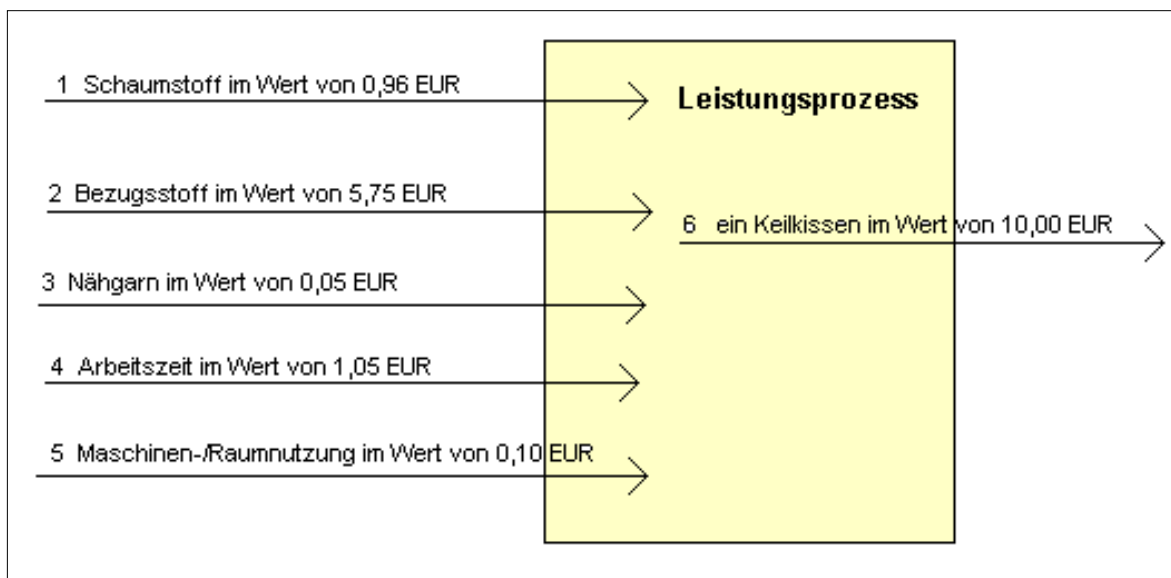 1 Schaumstoff im Wert von 0,96 EUR
Leistungsprozess
2 Bezugsstoff im Wert von 5,75 EUR
6 ein Keilkissen im Wert von 10,00 EUR
3 Nähgarn im Wert von 0,05 EUR
4 Arbeitszeit im Wert von 1,05 EUR
5 Maschinen-/Raumnutzung im Wert von 0,10 EUR